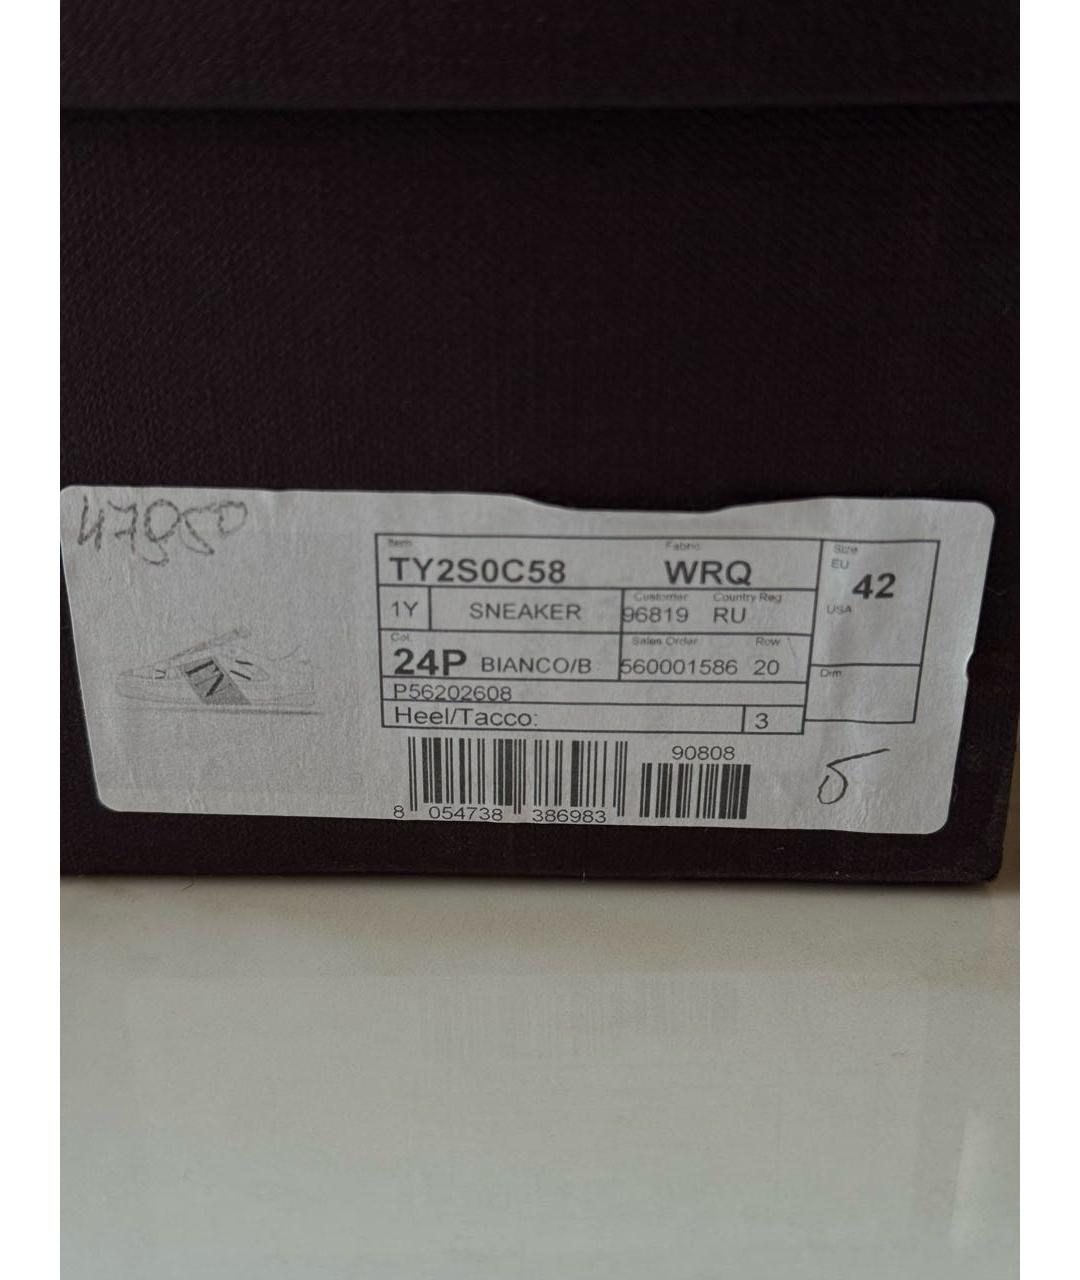 47950
Item Fabric
TY2S0C58 WRQ
1Y SNEAKER
Customer Country Reg
96819 RU
Col.
24P BIANCO/B
Sales Order Row
560001586 20
P56202608
Heel/Tacco: 3
Size
EU 42
USA
Dim
8 054738 386983
90808
VLTN